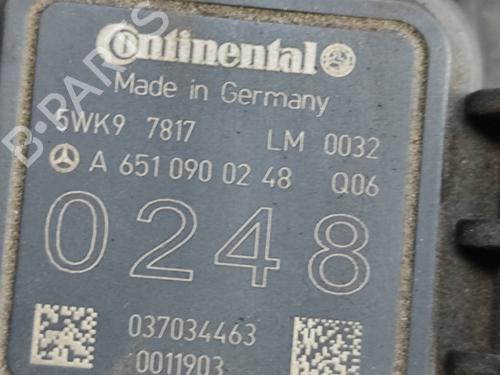 Continental
Made in Germany
5WK9 7817 LM 0032
A 651 090 02 48 Q06
0248
037034463
0011903
B-PARTS